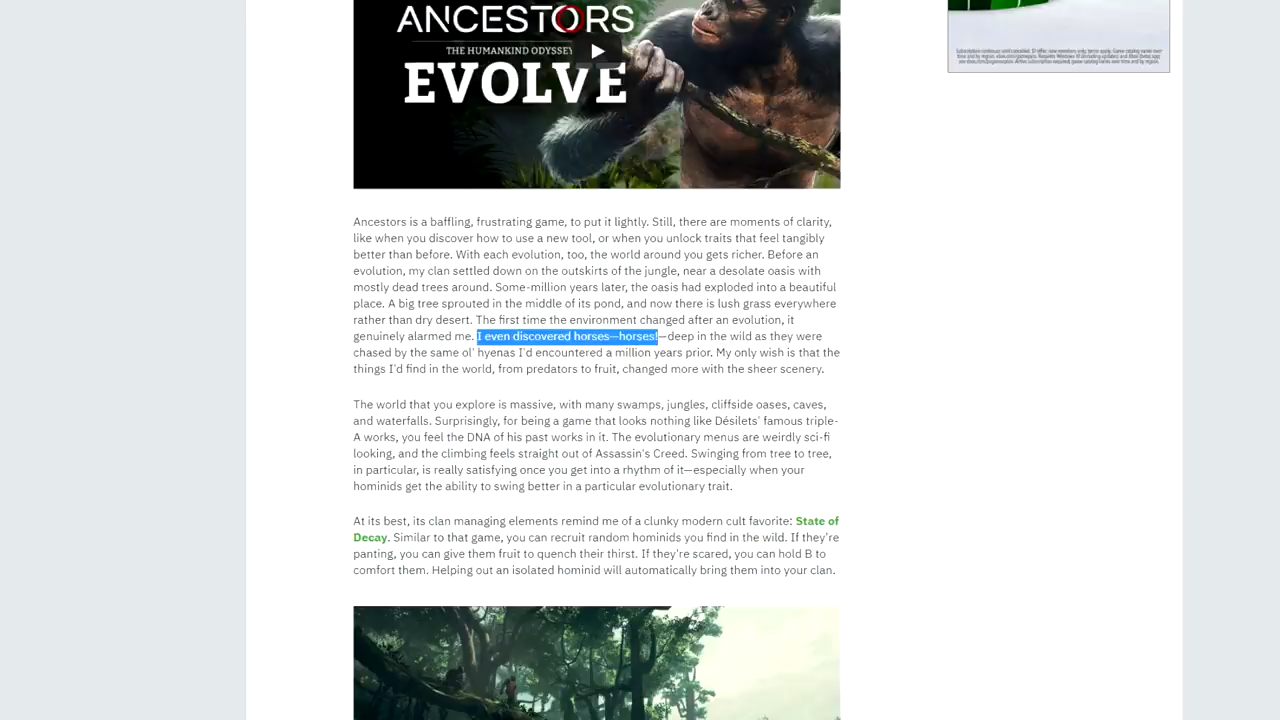 ANCESTORS
THE HUMANKIND ODYSSEY
EVOLVE
Ancestors is a baffling, frustrating game, to put it lightly. Still, there are moments of clarity,
like when you discover how to use a new tool, or when you unlock traits that feel tangibly
better than before. With each evolution, too, the world around you gets richer. Before an
evolution, my clan settled down on the outskirts of the jungle, near a desolate oasis with
mostly dead trees around. Some-million years later, the oasis had exploded into a beautiful
place. A big tree sprouted in the middle of its pond, and now there is lush grass everywhere
rather than dry desert. The first time the environment changed after an evolution, it
genuinely alarmed me. I even discovered horses—horses!—deep in the wild as they were
chased by the same ol' hyenas I'd encountered a million years prior. My only wish is that the
things I'd find in the world, from predators to fruit, changed more with the sheer scenery.
The world that you explore is massive, with many swamps, jungles, cliffside oases, caves,
and waterfalls. Surprisingly, for being a game that looks nothing like Désilets' famous triple-
A works, you feel the DNA of his past works in it. The evolutionary menus are weirdly sci-fi
looking, and the climbing feels straight out of Assassin's Creed. Swinging from tree to tree,
in particular, is really satisfying once you get into a rhythm of it—especially when your
hominids get the ability to swing better in a particular evolutionary trait.
At its best, its clan managing elements remind me of a clunky modern cult favorite: State of
Decay. Similar to that game, you can recruit random hominids you find in the wild. If they're
panting, you can give them fruit to quench their thirst. If they're scared, you can hold B to
comfort them. Helping out an isolated hominid will automatically bring them into your clan.